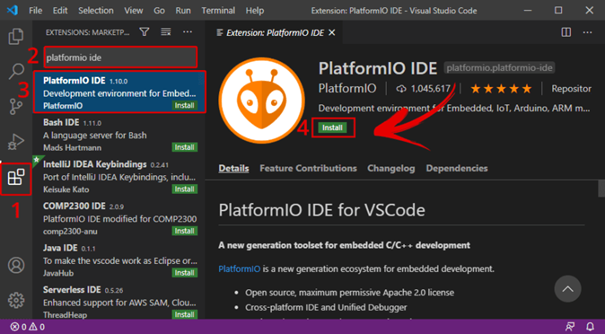 File Edit Selection View Go Run Terminal Help Extension: PlatformIO IDE - Visual Studio Code
EXTENSIONS: MARKETP...
2
platformio ide
3
PlatformIO IDE 1.10.0
Development environment for Embed...
PlatformIO Install
Bash IDE 1.11.0
A language server for Bash
Mads Hartmann Install
IntelliJ IDEA Keybindings 0.2.41
Port of IntelliJ IDEA Keybindings, inclu...
Keisuke Kato Install
1
COMP2300 IDE 2.0.9
PlatformIO IDE modified for COMP2300
comp2300-anu Install
Java IDE 0.1.1
To make the vscode work as Eclipse or...
JavaHub Install
Serverless IDE 0.5.26
Enhanced support for AWS SAM, Clou...
ThreadHeap Install
Extension: PlatformIO IDE
PlatformIO IDE platformio.platformio-ide
PlatformIO 1.045.617 Repositor
Development environment for Embedded, IoT, Arduino, ARM m...
4 Install
Details Feature Contributions Changelog Dependencies
PlatformIO IDE for VSCode
A new generation toolset for embedded C/C++ development
PlatformIO is a new generation ecosystem for embedded development.
Open source, maximum permissive Apache 2.0 license
Cross-platform IDE and Unified Debugger
0 0